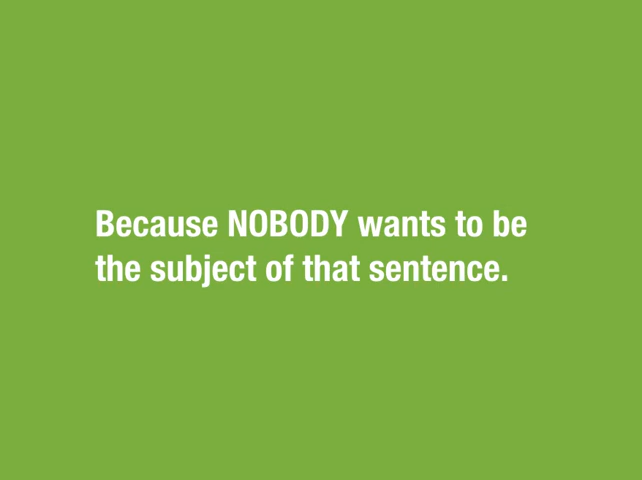 Because NOBODY wants to be
the subject of that sentence.